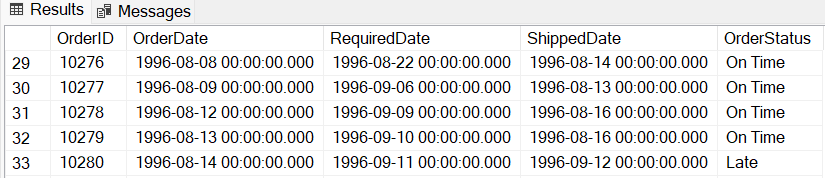 Results Messages
OrderID OrderDate RequiredDate ShippedDate OrderStatus
29 10276 1996-08-08 00:00:00.000 1996-08-22 00:00:00.000 1996-08-14 00:00:00.000 On Time
30 10277 1996-08-09 00:00:00.000 1996-09-06 00:00:00.000 1996-08-13 00:00:00.000 On Time
31 10278 1996-08-12 00:00:00.000 1996-09-09 00:00:00.000 1996-08-16 00:00:00.000 On Time
32 10279 1996-08-13 00:00:00.000 1996-09-10 00:00:00.000 1996-08-16 00:00:00.000 On Time
33 10280 1996-08-14 00:00:00.000 1996-09-11 00:00:00.000 1996-09-12 00:00:00.000 Late